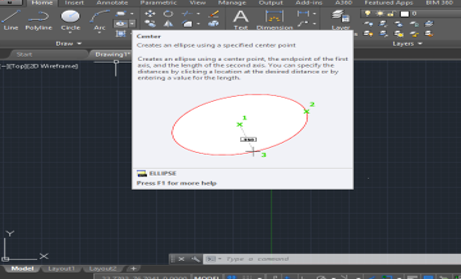 Home Insert Annotate Parametric View Manage Output Add-ins A360 Featured Apps BIM 360
Line Polyline Circle Arc Text Dimension Layer
Draw Layers
Start Drawing1*
[-][Top][2D Wireframe]
Center
Creates an ellipse using a specified center point
Creates an ellipse using a center point, the endpoint of the first
axis, and the length of the second axis. You can specify the
distances by clicking a location at the desired distance or by
entering a value for the length.
1
2
3
ELLIPSE
Press F1 for more help
Y
X
Type a command
Model Layout1 Layout2 +
MODEL